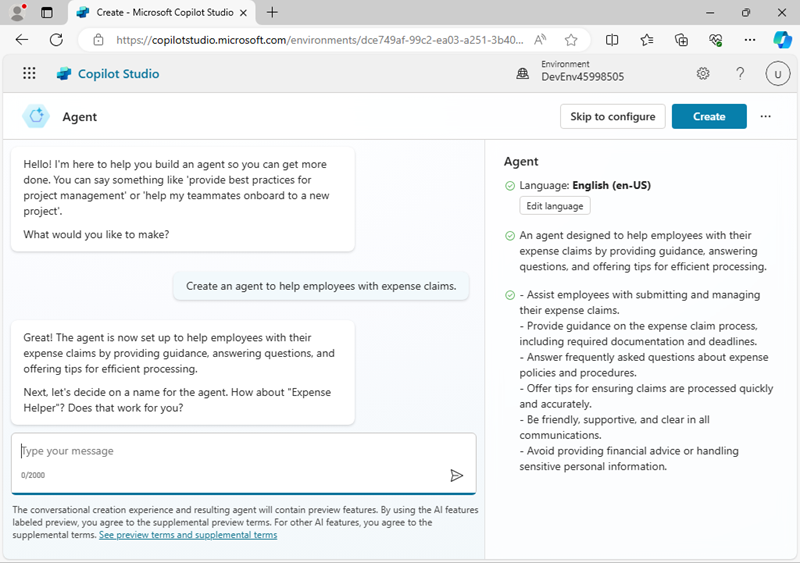 Create - Microsoft Copilot Studio
https://copilotstudio.microsoft.com/environments/dce749af-99c2-ea03-a251-3b40...
Copilot Studio
Environment
DevEnv45998505
?
U
Agent
Skip to configure
Create
Hello! I'm here to help you build an agent so you can get more
done. You can say something like 'provide best practices for
project management' or 'help my teammates onboard to a new
project'.
What would you like to make?
Create an agent to help employees with expense claims.
Great! The agent is now set up to help employees with their
expense claims by providing guidance, answering questions, and
offering tips for efficient processing.
Next, let's decide on a name for the agent. How about "Expense
Helper"? Does that work for you?
Type your message
0/2000
The conversational creation experience and resulting agent will contain preview features. By using the AI features
labeled preview, you agree to the supplemental preview terms. For other AI features, you agree to the
supplemental terms. See preview terms and supplemental terms
Agent
Language: English (en-US)
Edit language
An agent designed to help employees with their
expense claims by providing guidance, answering
questions, and offering tips for efficient processing.
- Assist employees with submitting and managing
their expense claims.
- Provide guidance on the expense claim process,
including required documentation and deadlines.
- Answer frequently asked questions about expense
policies and procedures.
- Offer tips for ensuring claims are processed quickly
and accurately.
- Be friendly, supportive, and clear in all
communications.
- Avoid providing financial advice or handling
sensitive personal information.